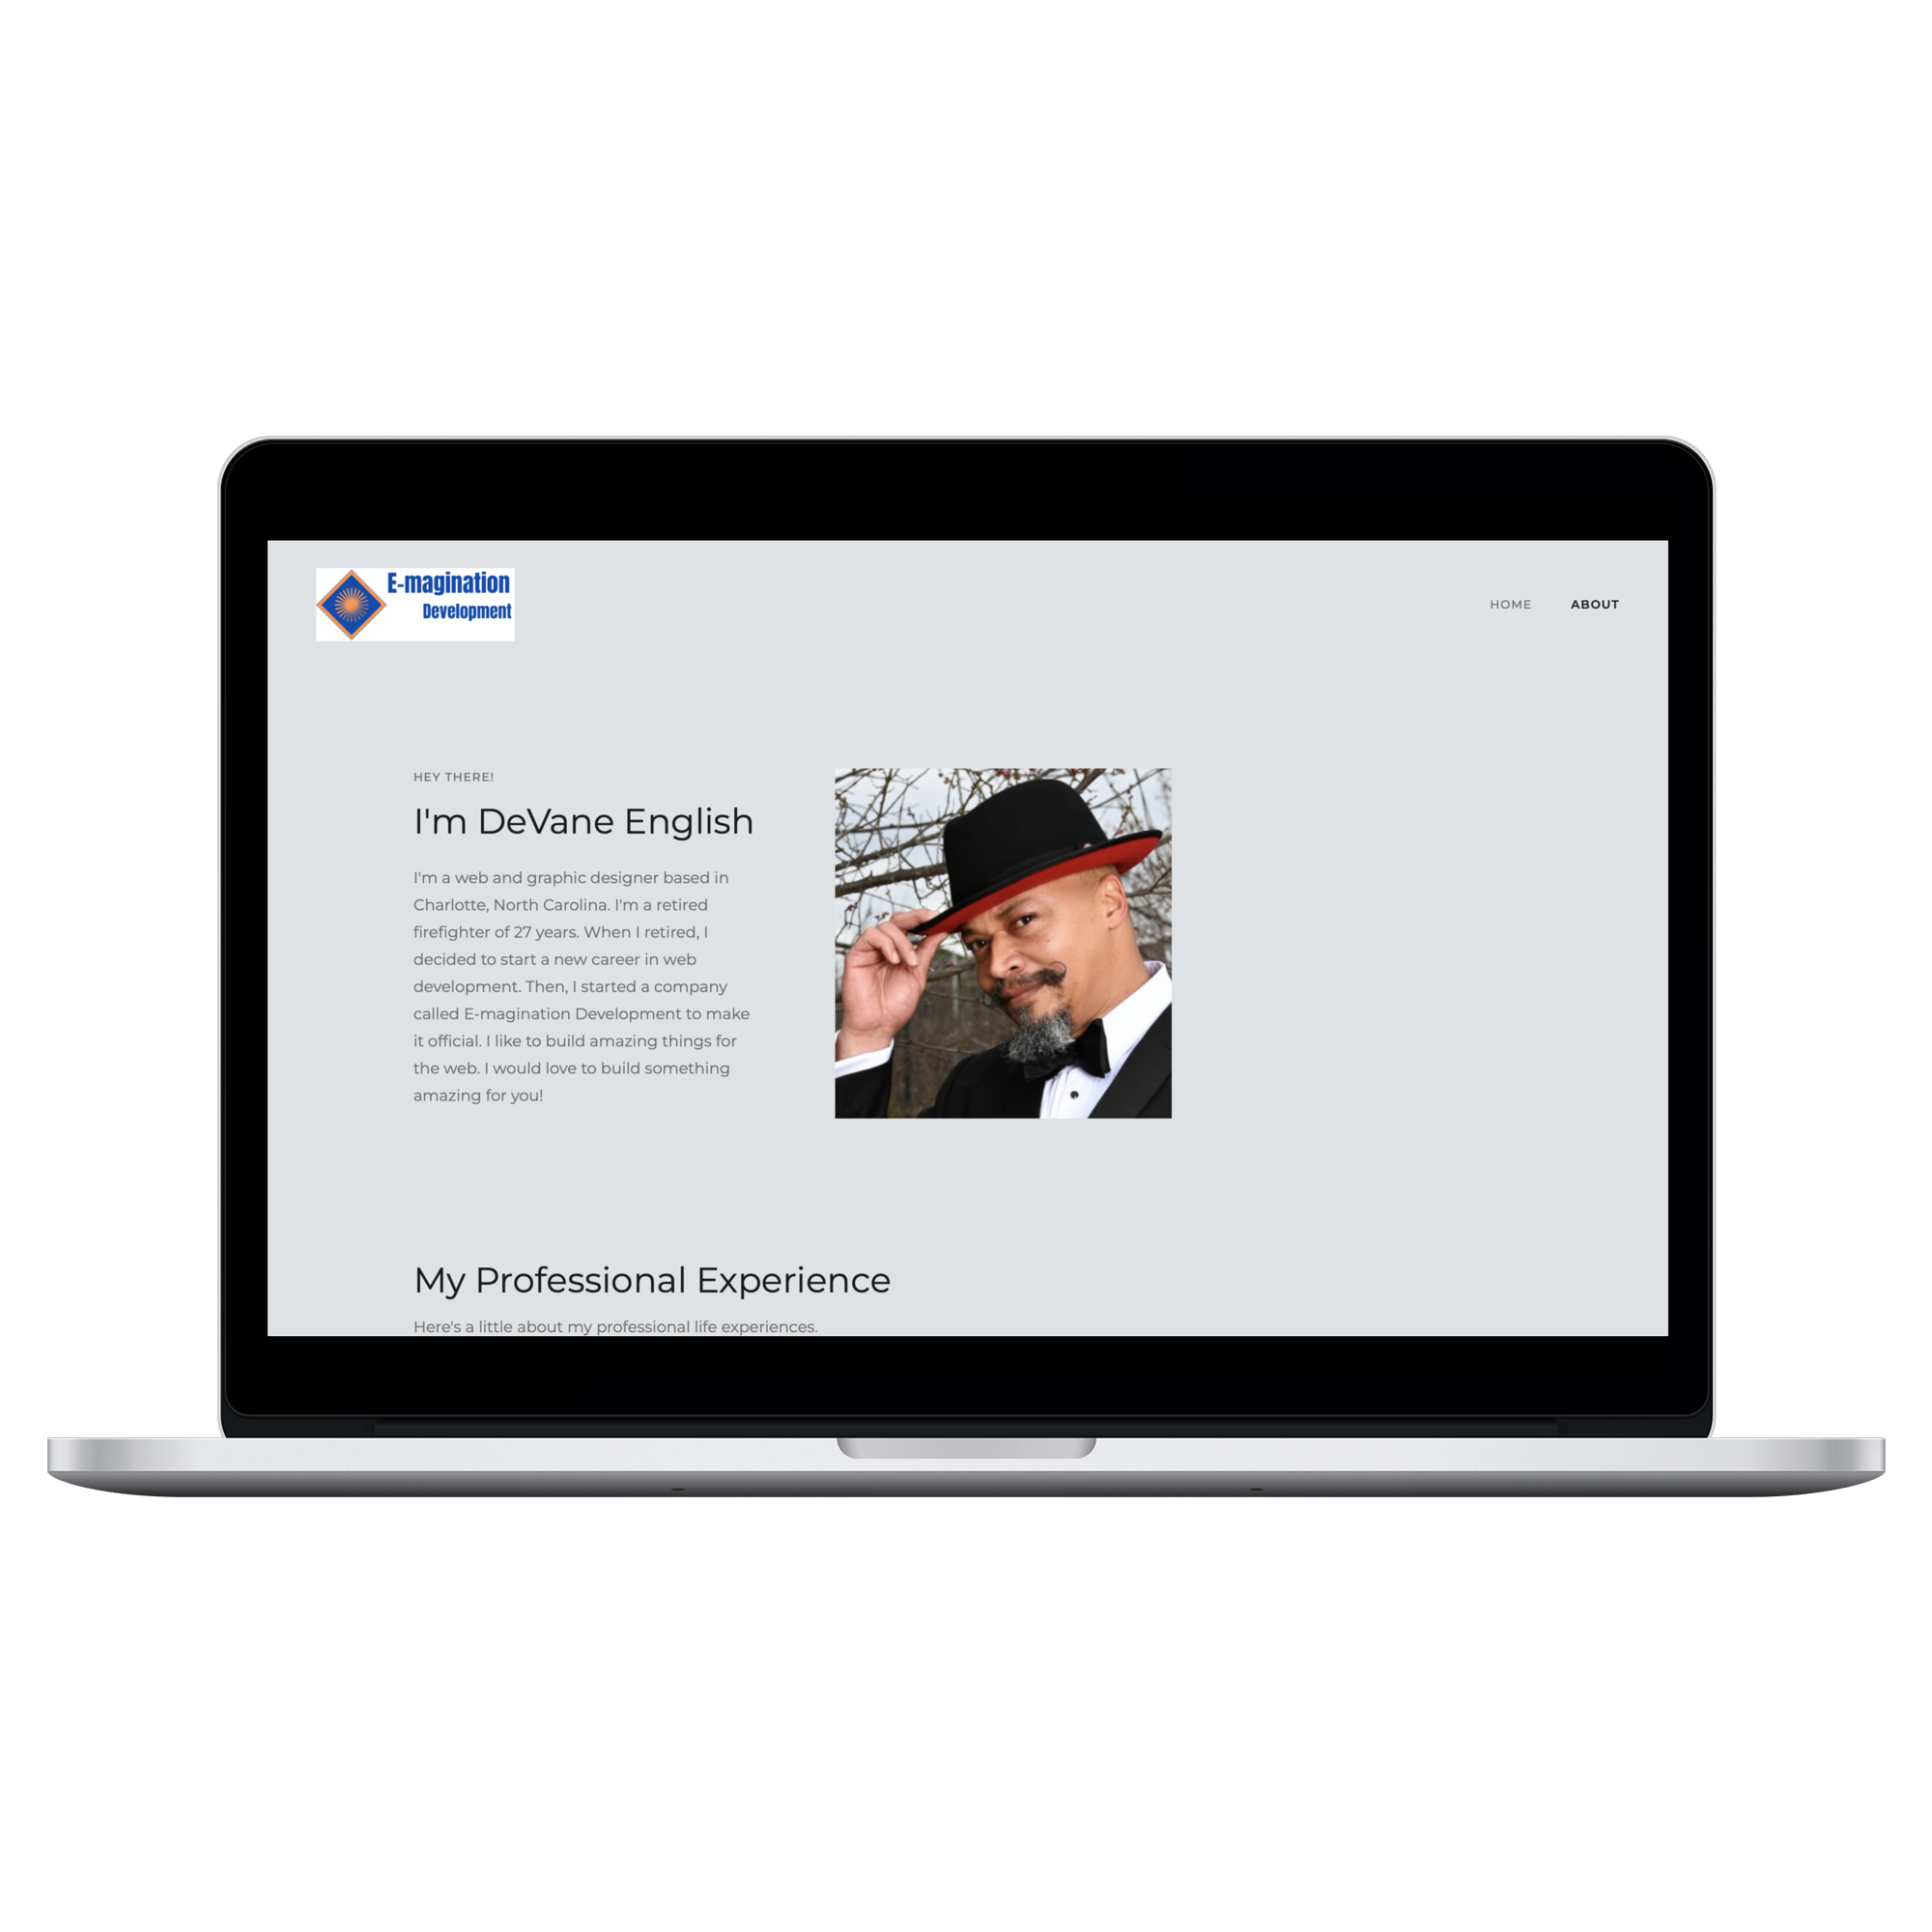 E-magination
Development
HOME ABOUT
HEY THERE!
I'm DeVane English
I'm a web and graphic designer based in
Charlotte, North Carolina. I'm a retired
firefighter of 27 years. When I retired, I
decided to start a new career in web
development. Then, I started a company
called E-magination Development to make
it official. I like to build amazing things for
the web. I would love to build something
amazing for you!
My Professional Experience
Here's a little about my professional life experiences.